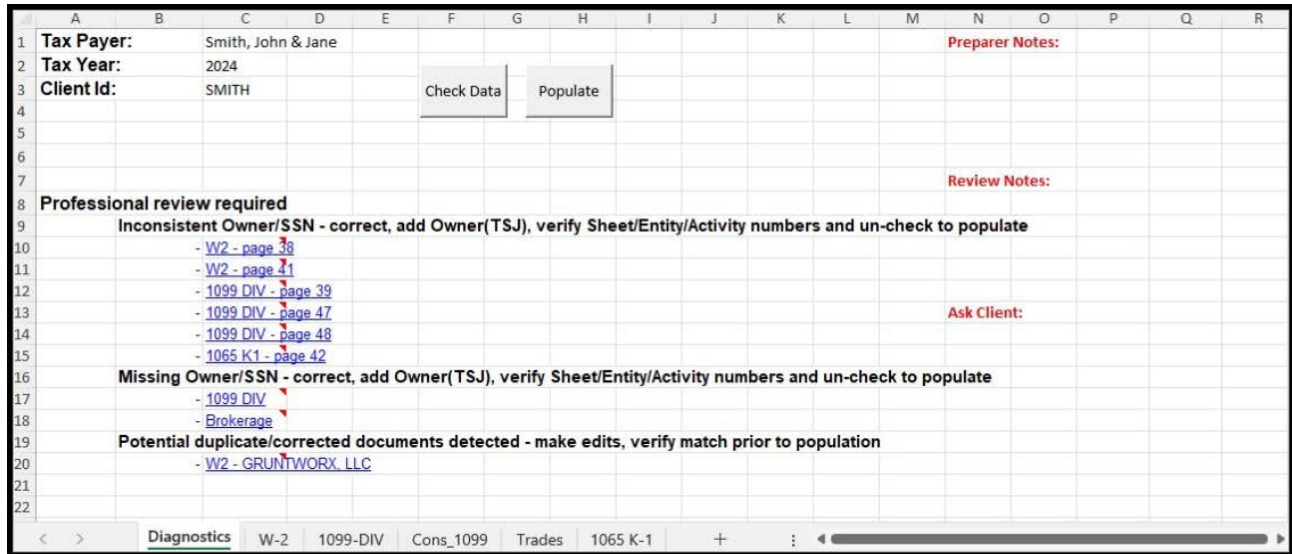 A B C D E F G H I J K L M N O P Q R
1 Tax Payer: Smith, John & Jane Preparer Notes:
2 Tax Year: 2024
3 Client Id: SMITH Check Data Populate
4
5
6
7 Review Notes:
8 Professional review required
9 Inconsistent Owner/SSN - correct, add Owner(TSJ), verify Sheet/Entity/Activity numbers and un-check to populate
10 - W2 - page 38
11 - W2 - page 41
12 - 1099 DIV - page 39
13 - 1099 DIV - page 47 Ask Client:
14 - 1099 DIV - page 48
15 - 1065 K1 - page 42
16 Missing Owner/SSN - correct, add Owner(TSJ), verify Sheet/Entity/Activity numbers and un-check to populate
17 - 1099 DIV
18 - Brokerage
19 Potential duplicate/corrected documents detected - make edits, verify match prior to population
20 - W2 - GRUNTWORX, LLC
21
22
Diagnostics W-2 1099-DIV Cons_1099 Trades 1065 K-1